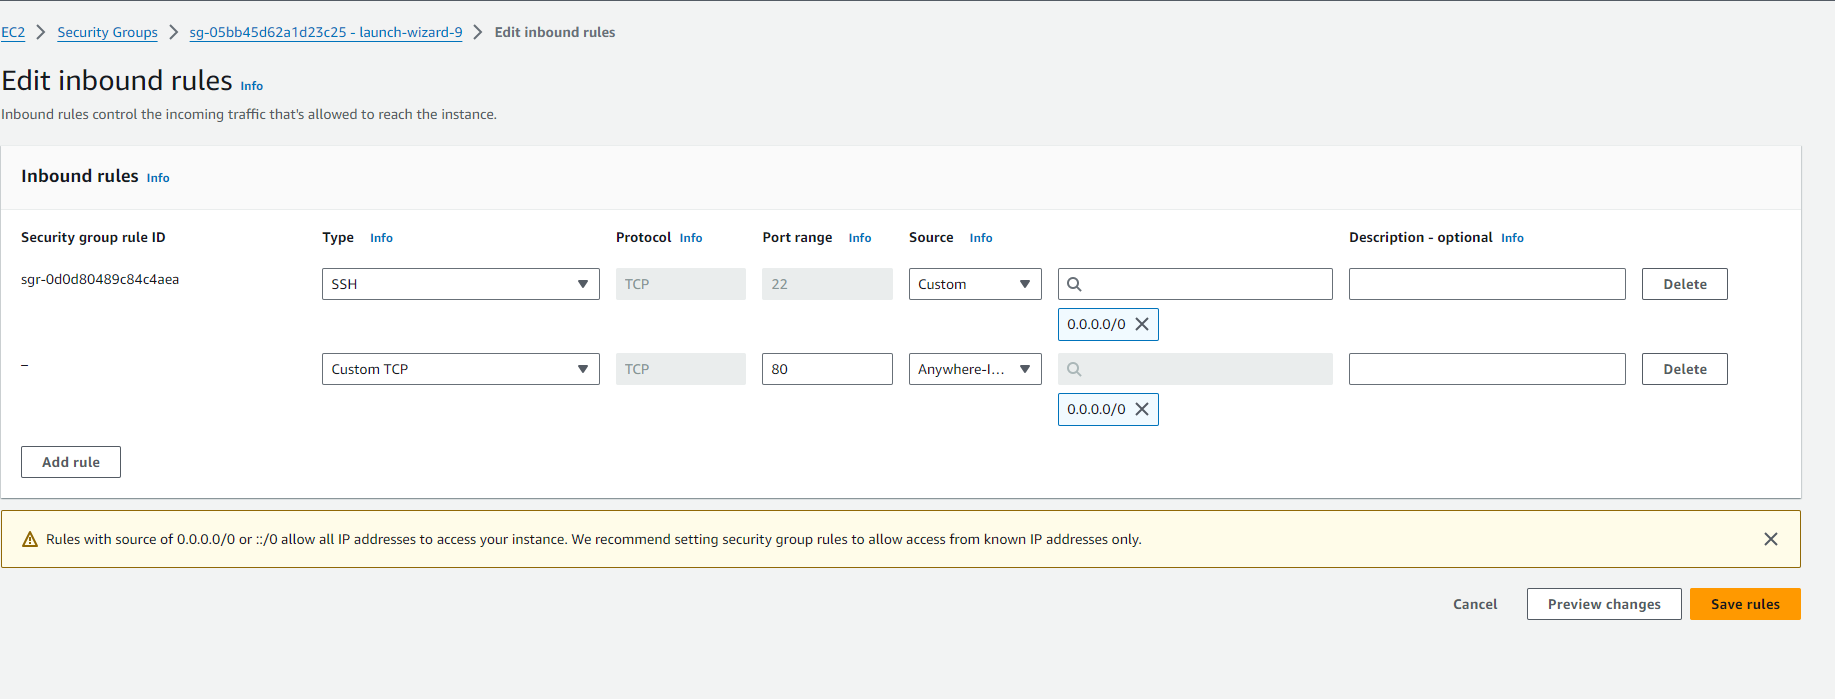 EC2 > Security Groups > sg-05bb45d62a1d23c25 - launch-wizard-9 > Edit inbound rules
Edit inbound rules Info
Inbound rules control the incoming traffic that's allowed to reach the instance.
Inbound rules Info
Security group rule ID Type Info Protocol Info Port range Info Source Info Description - optional Info
sgr-0d0d80489c84c4aea SSH TCP 22 Custom Delete
0.0.0.0/0
– Custom TCP TCP 80 Anywhere-I... Delete
0.0.0.0/0
Add rule
Rules with source of 0.0.0.0/0 or ::/0 allow all IP addresses to access your instance. We recommend setting security group rules to allow access from known IP addresses only.
Cancel Preview changes Save rules